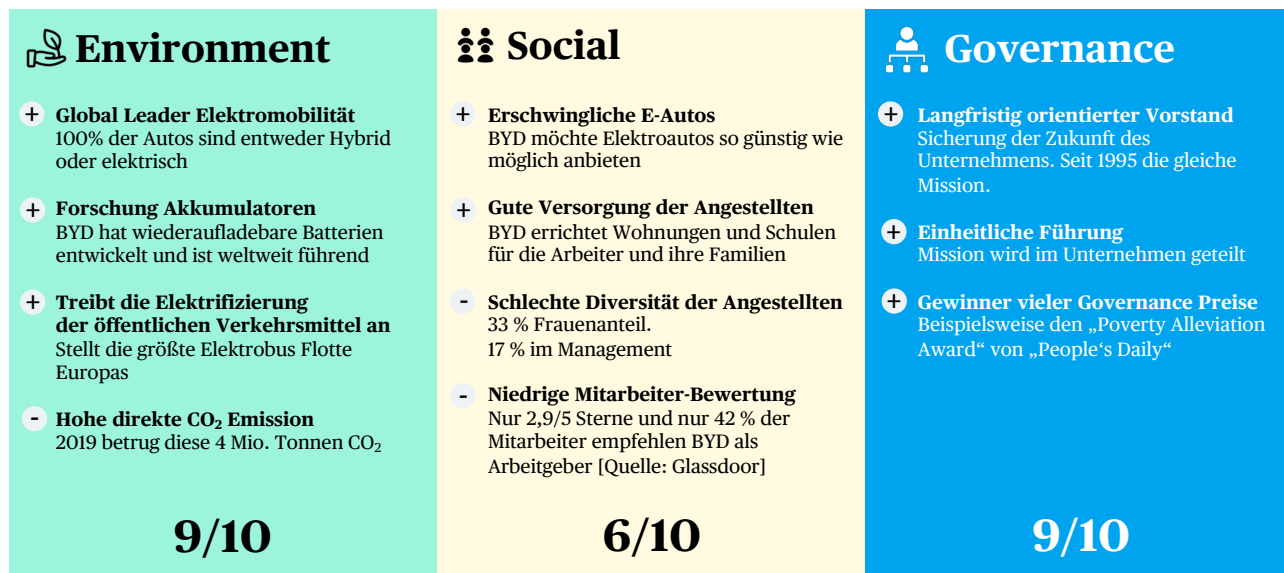 Environment
+ Global Leader Elektromobilität
100% der Autos sind entweder Hybrid
oder elektrisch
+ Forschung Akkumulatoren
BYD hat wiederaufladbare Batterien
entwickelt und ist weltweit führend
+ Treibt die Elektrifizierung
der öffentlichen Verkehrsmittel an
Stellt die größte Elektrobus Flotte
Europas
- Hohe direkte CO₂ Emission
2019 betrug diese 4 Mio. Tonnen CO₂
9/10
Social
+ Erschwingliche E-Autos
BYD möchte Elektroautos so günstig wie
möglich anbieten
+ Gute Versorgung der Angestellten
BYD errichtet Wohnungen und Schulen
für die Arbeiter und ihre Familien
- Schlechte Diversität der Angestellten
33 % Frauenanteil.
17 % im Management
- Niedrige Mitarbeiter-Bewertung
Nur 2,9/5 Sterne und nur 42 % der
Mitarbeiter empfehlen BYD als
Arbeitgeber [Quelle: Glassdoor]
6/10
Governance
+ Langfristig orientierter Vorstand
Sicherung der Zukunft des
Unternehmens. Seit 1995 die gleiche
Mission.
+ Einheitliche Führung
Mission wird im Unternehmen geteilt
+ Gewinner vieler Governance Preise
Beispielsweise den „Poverty Alleviation
Award“ von „People‘s Daily“
9/10